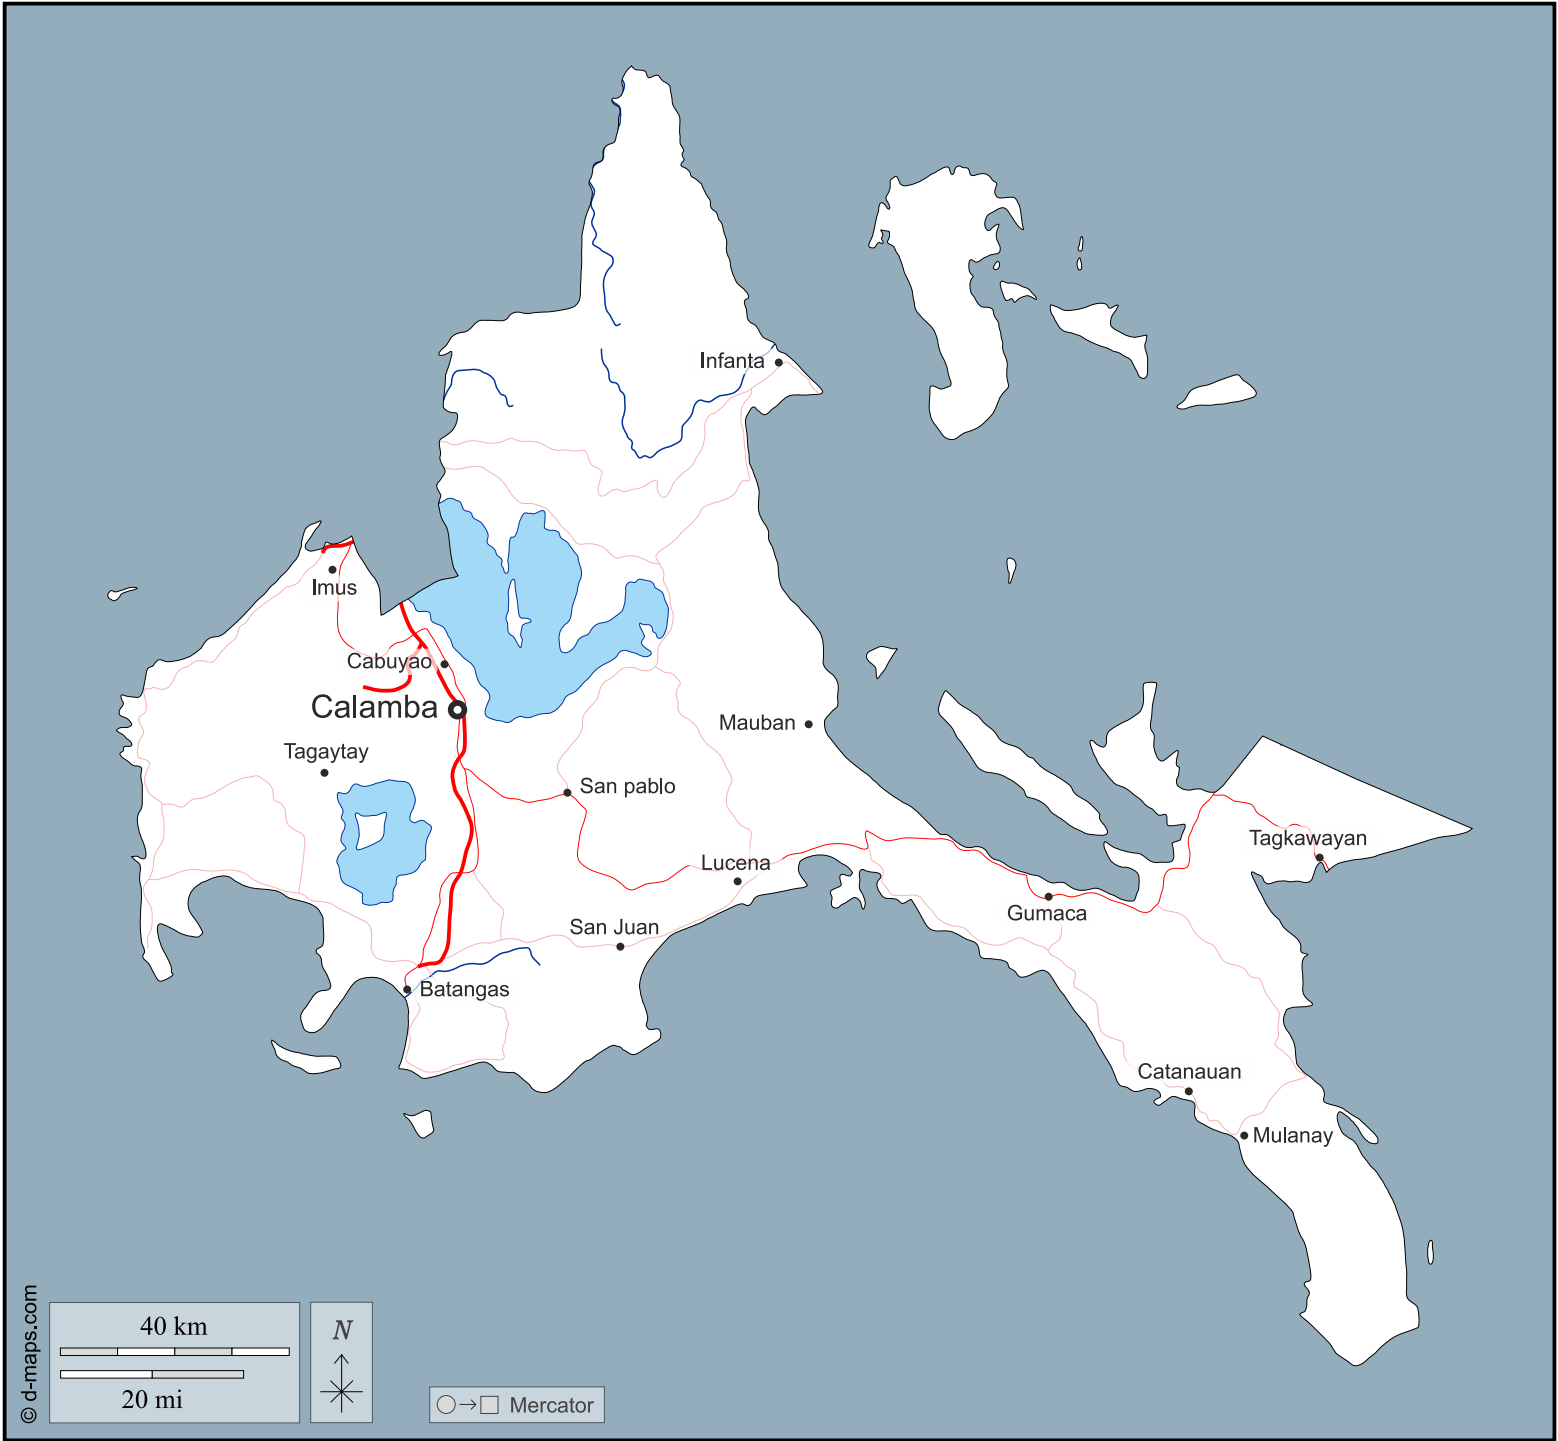 Infanta
Imus
Cabuyao
Calamba
Mauban
Tagaytay
San pablo
Tagkawayan
Lucena
Gumaca
San Juan
Batangas
Catanauan
Mulanay
© d-maps.com
40 km
20 mi
N
Mercator